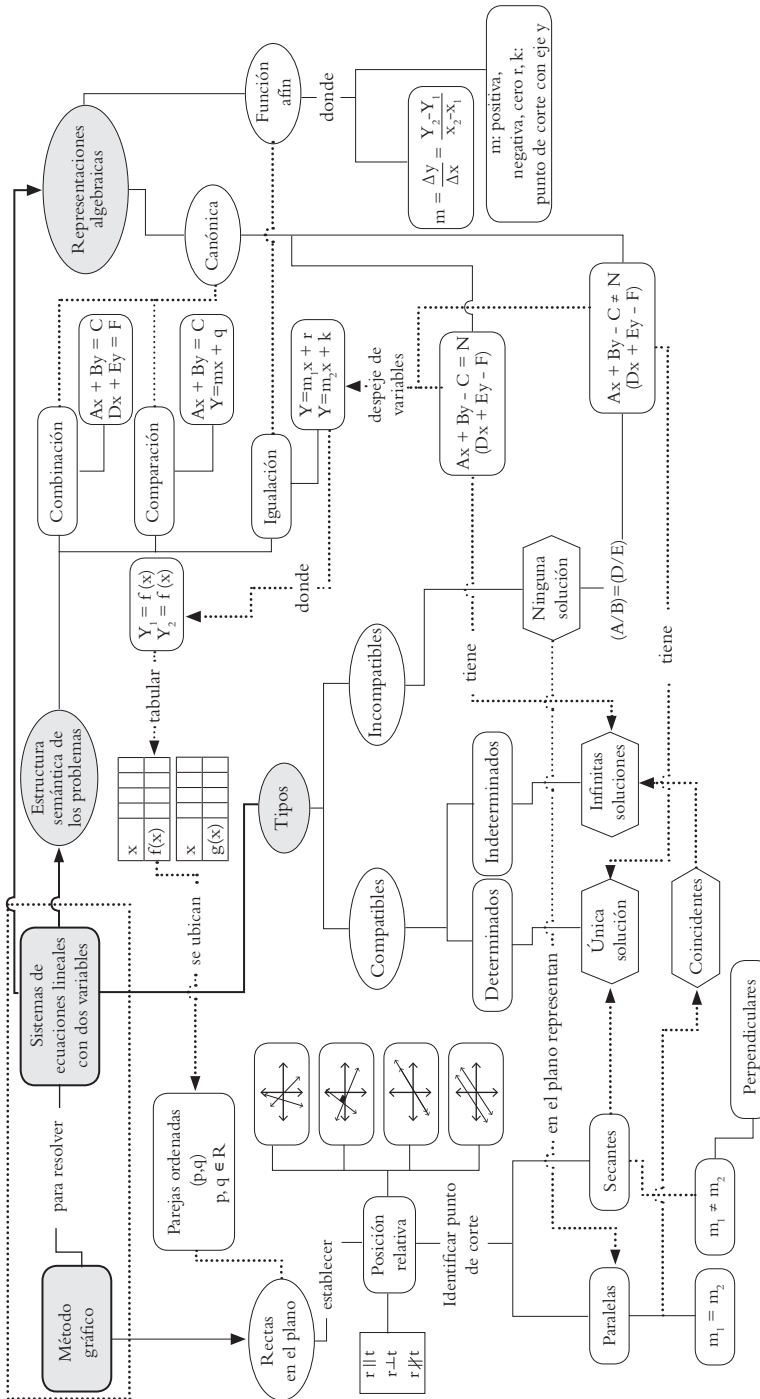 Sistemas de
ecuaciones lineales
con dos variables
para resolver
Método
gráfico
Rectas
en el plano
establecer
Parejas ordenadas
(p,q)
p, q ∈ R
se ubican
x
f(x)
x
g(x)
tabular
Y₁ = f (x)
Y₂ = f (x)
donde
Estructura
semántica de
los problemas
Combinación
Ax + By = C
Dx + Ey = F
Comparación
Ax + By = C
Y=mx + q
Igualación
Y=m₁x + r
Y=m₂x + k
despeje de
variables
Representaciones
algebraicas
Canónica
Función
afín
donde
m = Δy/Δx = Y₂-Y₁/x₂-x₁
m: positiva,
negativa, cero r, k:
punto de corte con eje y
Tipos
Compatibles
Incompatibles
Determinados
Indeterminados
Única
solución
Infinitas
soluciones
Ninguna
solución
tiene
Ax + By - C = N
(Dx + Ey - F)
(A/B)=(D/E)
tiene
Ax + By - C ≠ N
(Dx + Ey - F)
Posición
relativa
r || t
r ⊥ t
r ∦ t
Identificar punto
de corte
en el plano representan
Paralelas
Secantes
Coincidentes
m₁ = m₂
m₁ ≠ m₂
Perpendiculares